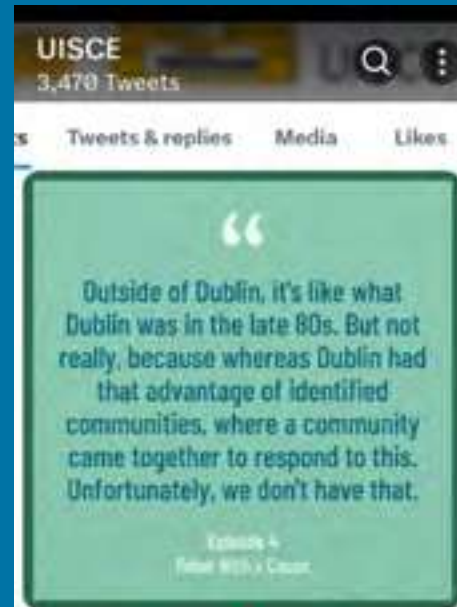 UISCE
3,470 Tweets
Tweets & replies Media Likes
“
Outside of Dublin, it's like what
Dublin was in the late 80s. But not
really, because whereas Dublin had
that advantage of identified
communities, where a community
came together to respond to this.
Unfortunately, we don't have that.
Episode 4
Rebel With a Cause